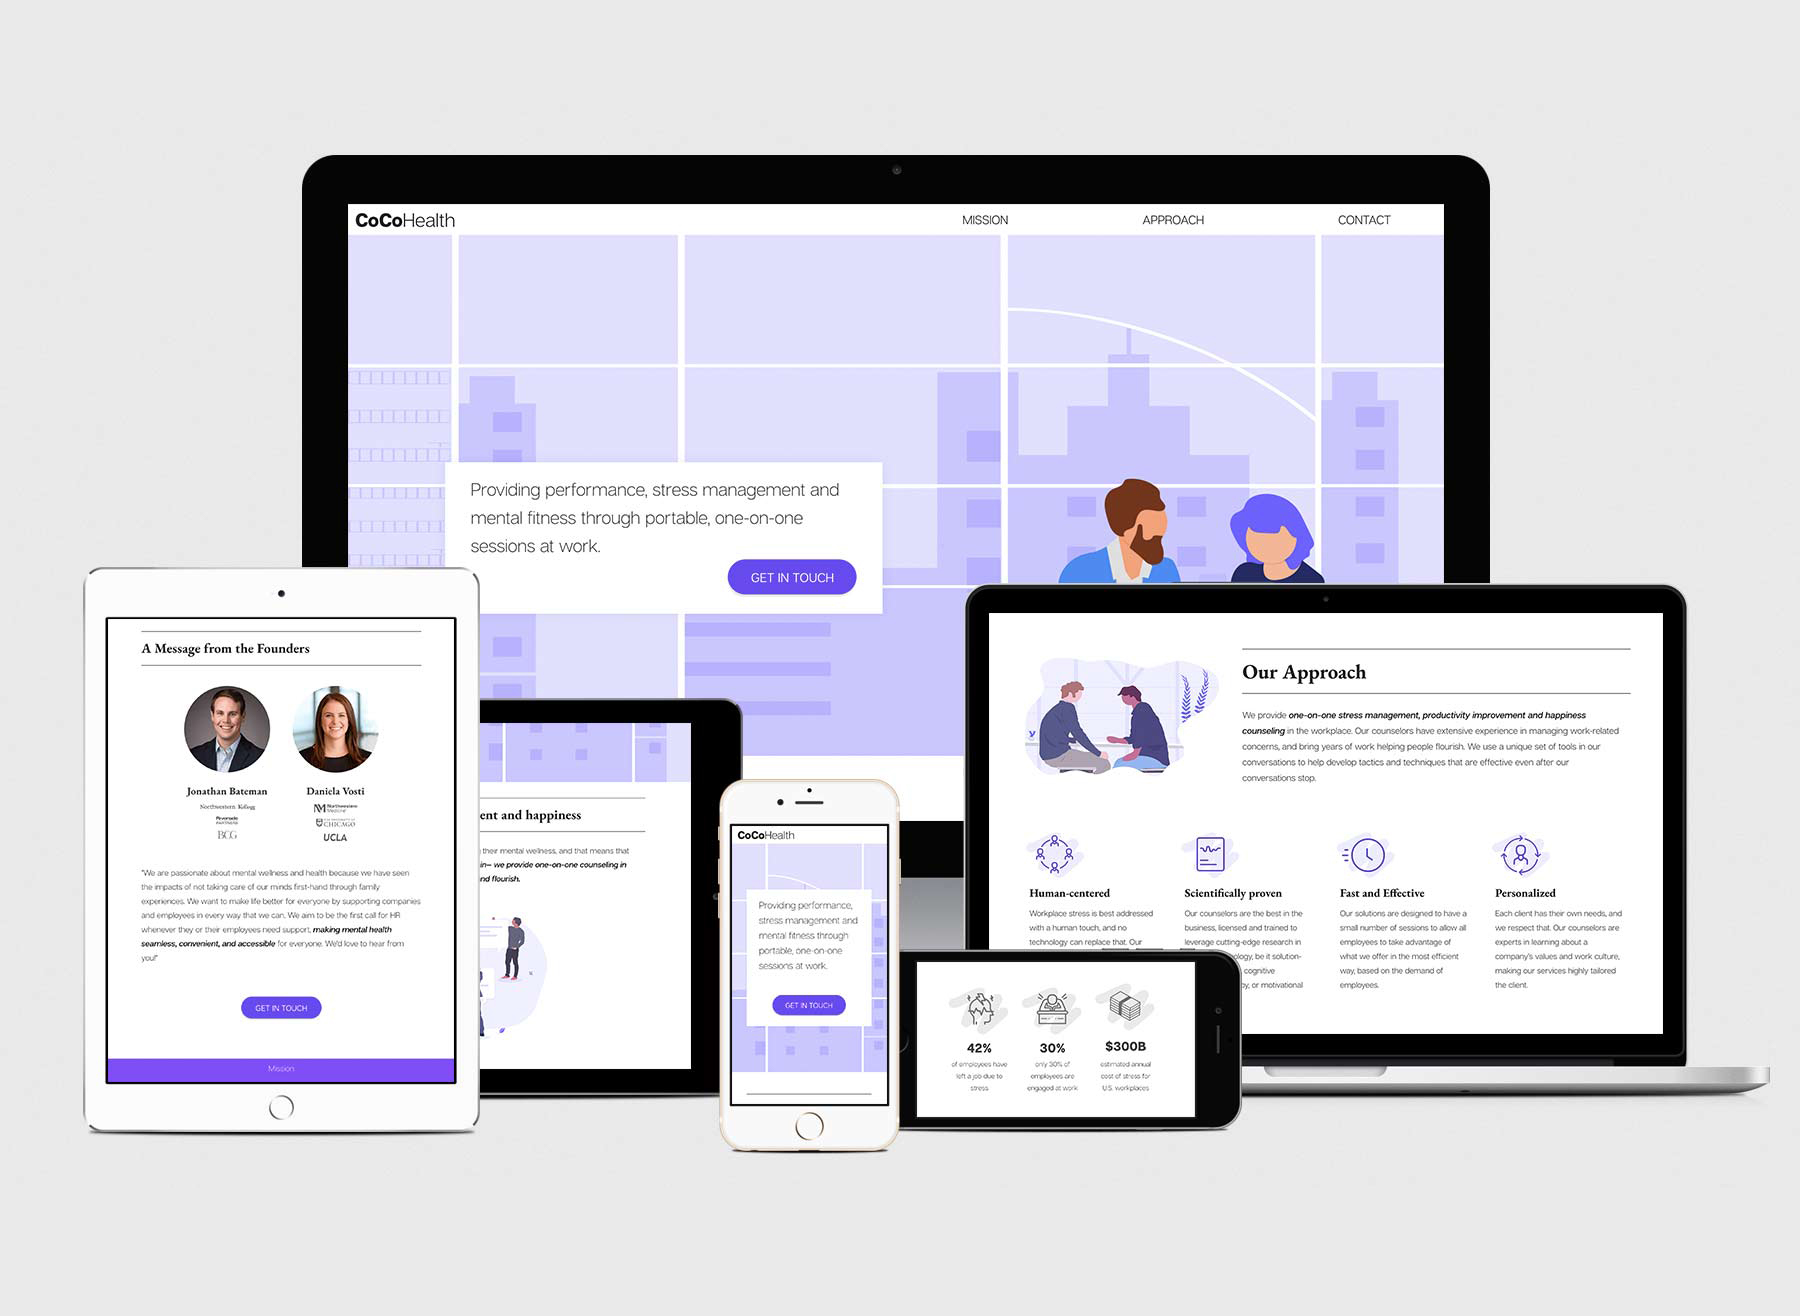 CoCoHealth
MISSION
APPROACH
CONTACT
Providing performance, stress management and
mental fitness through portable, one-on-one
sessions at work.
GET IN TOUCH
A Message from the Founders
Jonathan Bateman
Northwestern Kellogg
Riverside
PARTNERS
BCG
Daniela Vosti
Northwestern
Medicine
CHICAGO
UCLA
"We are passionate about mental wellness and health because we have seen
the impacts of not taking care of our minds first-hand through family
experiences. We want to make life better for everyone by supporting companies
and employees in every way that we can. We aim to be the first call for HR
whenever they or their employees need support, making mental health
seamless, convenient, and accessible for everyone. We'd love to hear from
you!"
GET IN TOUCH
Mission
ent and happiness
their mental wellness, and that means that
in— we provide one-on-one counseling in
nd flourish.
CoCoHealth
Providing performance,
stress management and
mental fitness through
portable, one-on-one
sessions at work.
GET IN TOUCH
42%
of employees have
left a job due to
stress
30%
only 30% of
employees are
engaged at work
$300B
estimated annual
cost of stress for
U.S. workplaces
Our Approach
We provide one-on-one stress management, productivity improvement and happiness
counseling in the workplace. Our counselors have extensive experience in managing work-related
concerns, and bring years of work helping people flourish. We use a unique set of tools in our
conversations to help develop tactics and techniques that are effective even after our
conversations stop.
Human-centered
Workplace stress is best addressed
with a human touch, and no
technology can replace that. Our
Scientifically proven
Our counselors are the best in the
business, licensed and trained to
leverage cutting-edge research in
ology, be it solution-
cognitive
py, or motivational
Fast and Effective
Our solutions are designed to have a
small number of sessions to allow all
employees to take advantage of
what we offer in the most efficient
way, based on the demand of
employees.
Personalized
Each client has their own needs, and
we respect that. Our counselors are
experts in learning about a
company's values and work culture,
making our services highly tailored
the client.